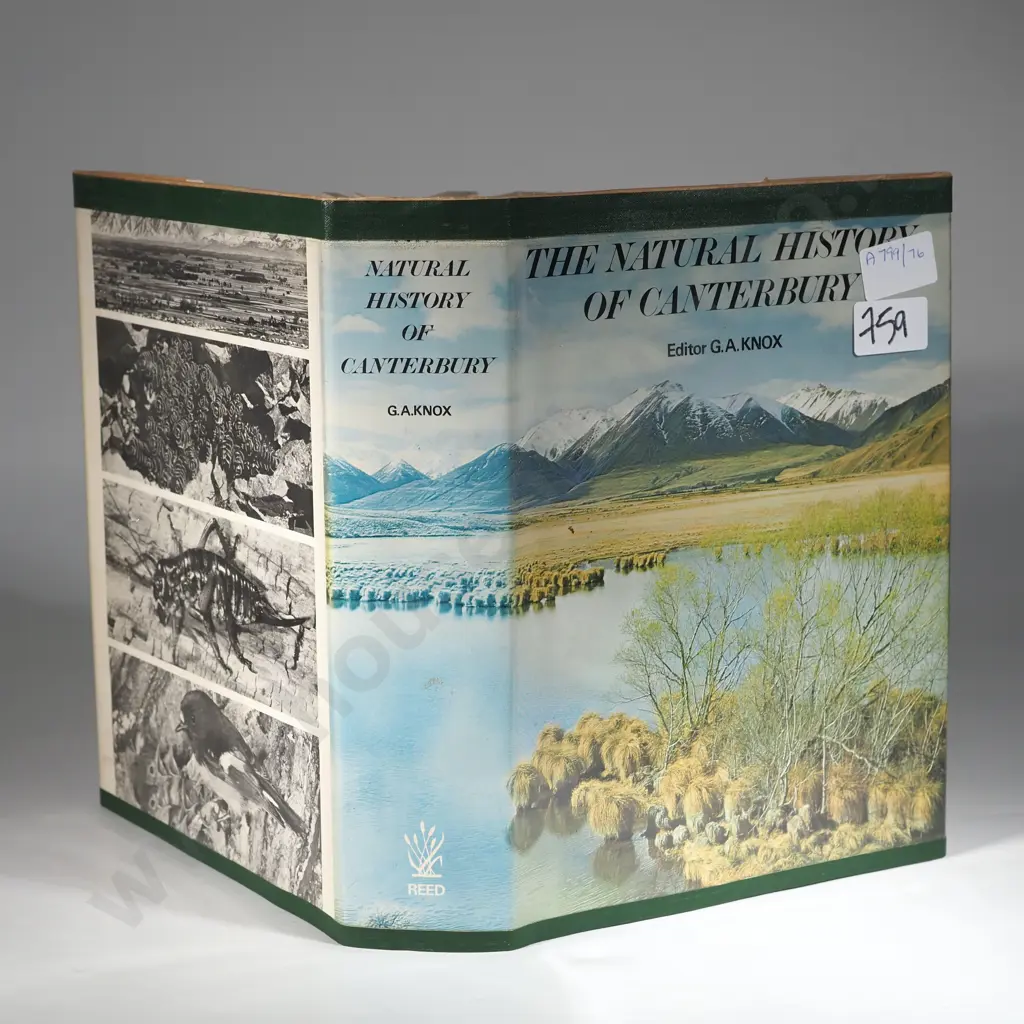 NATURAL
HISTORY
OF
CANTERBURY
G.A.KNOX
REED
THE NATURAL HISTORY
OF CANTERBURY
Editor G.A.KNOX
A 799/76
759